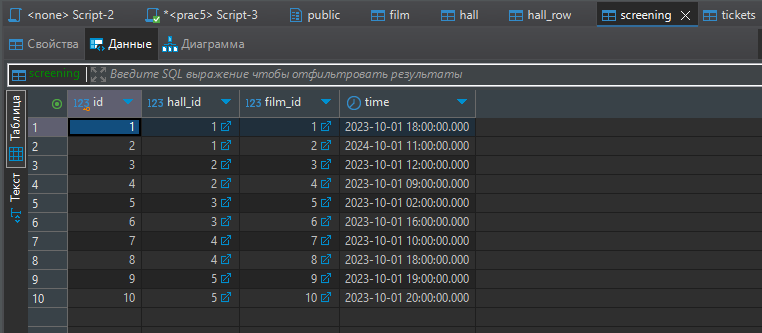 <none> Script-2 *<prac5> Script-3 public film hall hall_row screening tickets
Свойства Данные Диаграмма
screening Введите SQL выражение чтобы отфильтровать результаты
Таблица
Текст
123 id 123 hall_id 123 film_id time
1 1 1 1 2023-10-01 18:00:00.000
2 2 1 2 2024-10-01 11:00:00.000
3 3 2 3 2023-10-01 12:00:00.000
4 4 2 4 2023-10-01 09:00:00.000
5 5 3 5 2023-10-01 02:00:00.000
6 6 3 6 2023-10-01 16:00:00.000
7 7 4 7 2023-10-01 10:00:00.000
8 8 4 8 2023-10-01 18:00:00.000
9 9 5 9 2023-10-01 19:00:00.000
10 10 5 10 2023-10-01 20:00:00.000